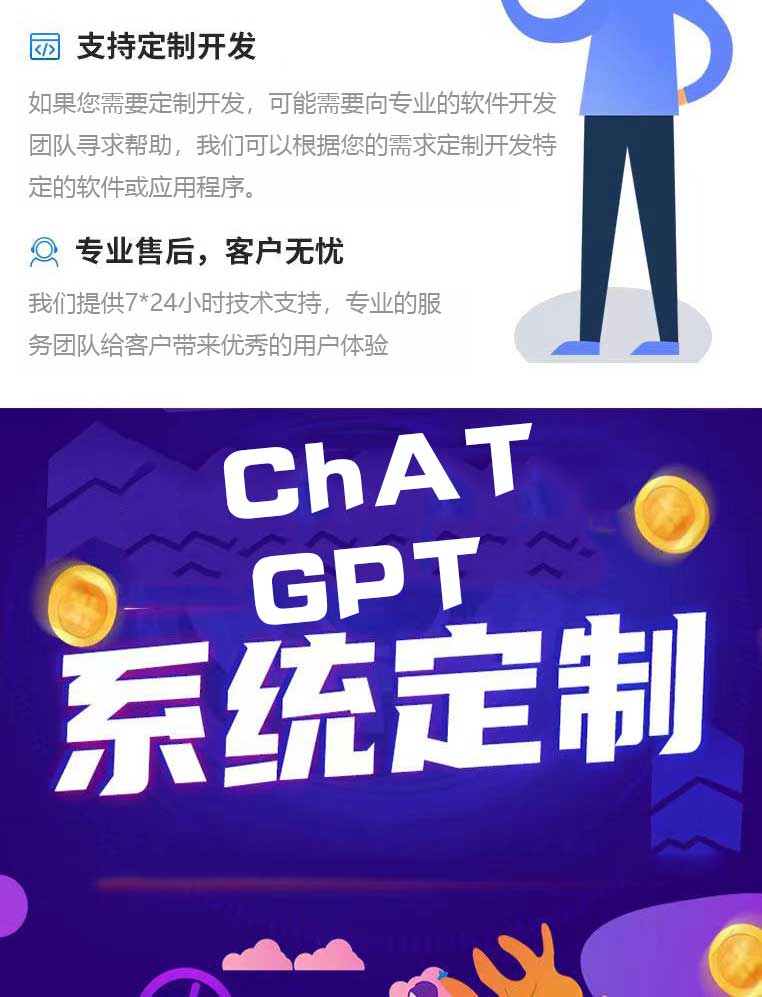 支持定制开发
如果您需要定制开发，可能需要向专业的软件开发
团队寻求帮助，我们可以根据您的需求定制开发特
定的软件或应用程序。
专业售后，客户无忧
我们提供7*24小时技术支持，专业的服
务团队给客户带来优秀的用户体验
ChAT
GPT
系统定制